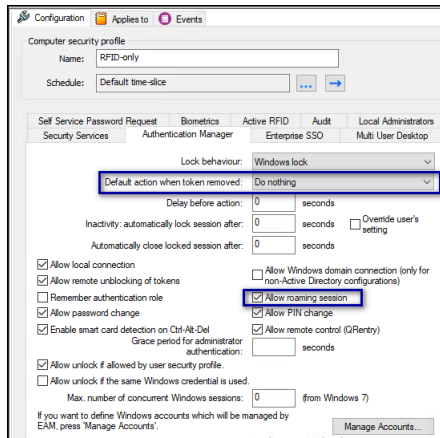 Configuration Applies to Events
Computer security profile
Name: RFID-only
Schedule: Default time-slice ...
Self Service Password Request Biometrics Active RFID Audit Local Administrators
Security Services Authentication Manager Enterprise SSO Multi User Desktop
Lock behaviour: Windows lock
Default action when token removed: Do nothing
Delay before action: 0 seconds
Inactivity: automatically lock session after: 0 seconds Override user's setting
Automatically close locked session after: 0 seconds
Allow local connection Allow Windows domain connection (only for non-Active Directory configurations)
Allow remote unblocking of tokens
Remember authentication role Allow roaming session
Allow password change Allow PIN change
Enable smart card detection on Ctrl-Alt-Del Allow remote control (QRentry)
Grace period for administrator authentication: seconds
Allow unlock if allowed by user security profile.
Allow unlock if the same Windows credential is used.
Max. number of concurrent Windows sessions: 0 (from Windows 7)
If you want to define Windows accounts which will be managed by
EAM, press 'Manage Accounts'. Manage Accounts...